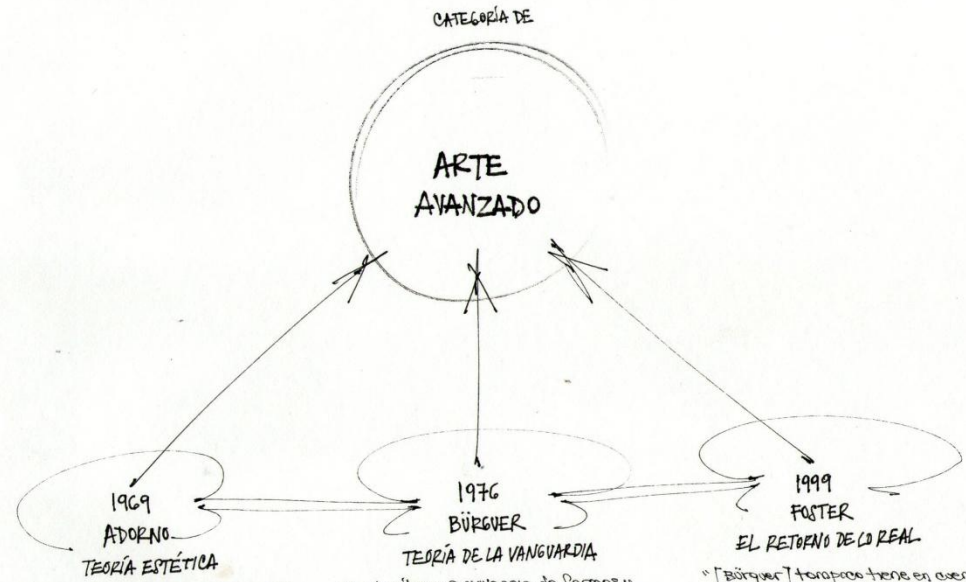 CATEGORÍA DE
ARTE
AVANZADO
1969
ADORNO
TEORÍA ESTÉTICA
1976
BÜRGUER
TEORÍA DE LA VANGUARDIA
1999
FOSTER
EL RETORNO DE LO REAL
"[Bürguer] tampoco tiene en